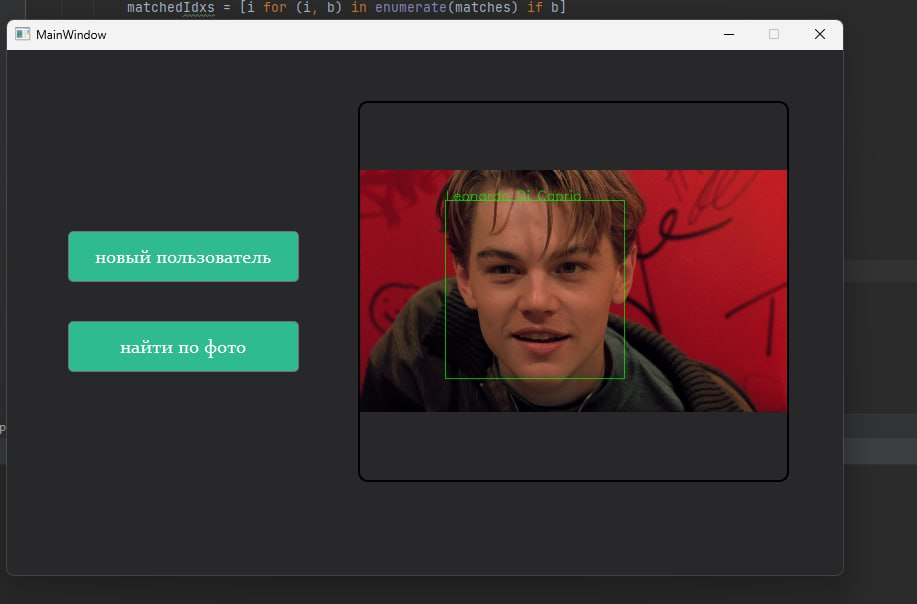 matchedIdxs = [i for (i, b) in enumerate(matches) if b]
MainWindow
Leonardo Di Caprio
новый пользователь
найти по фото